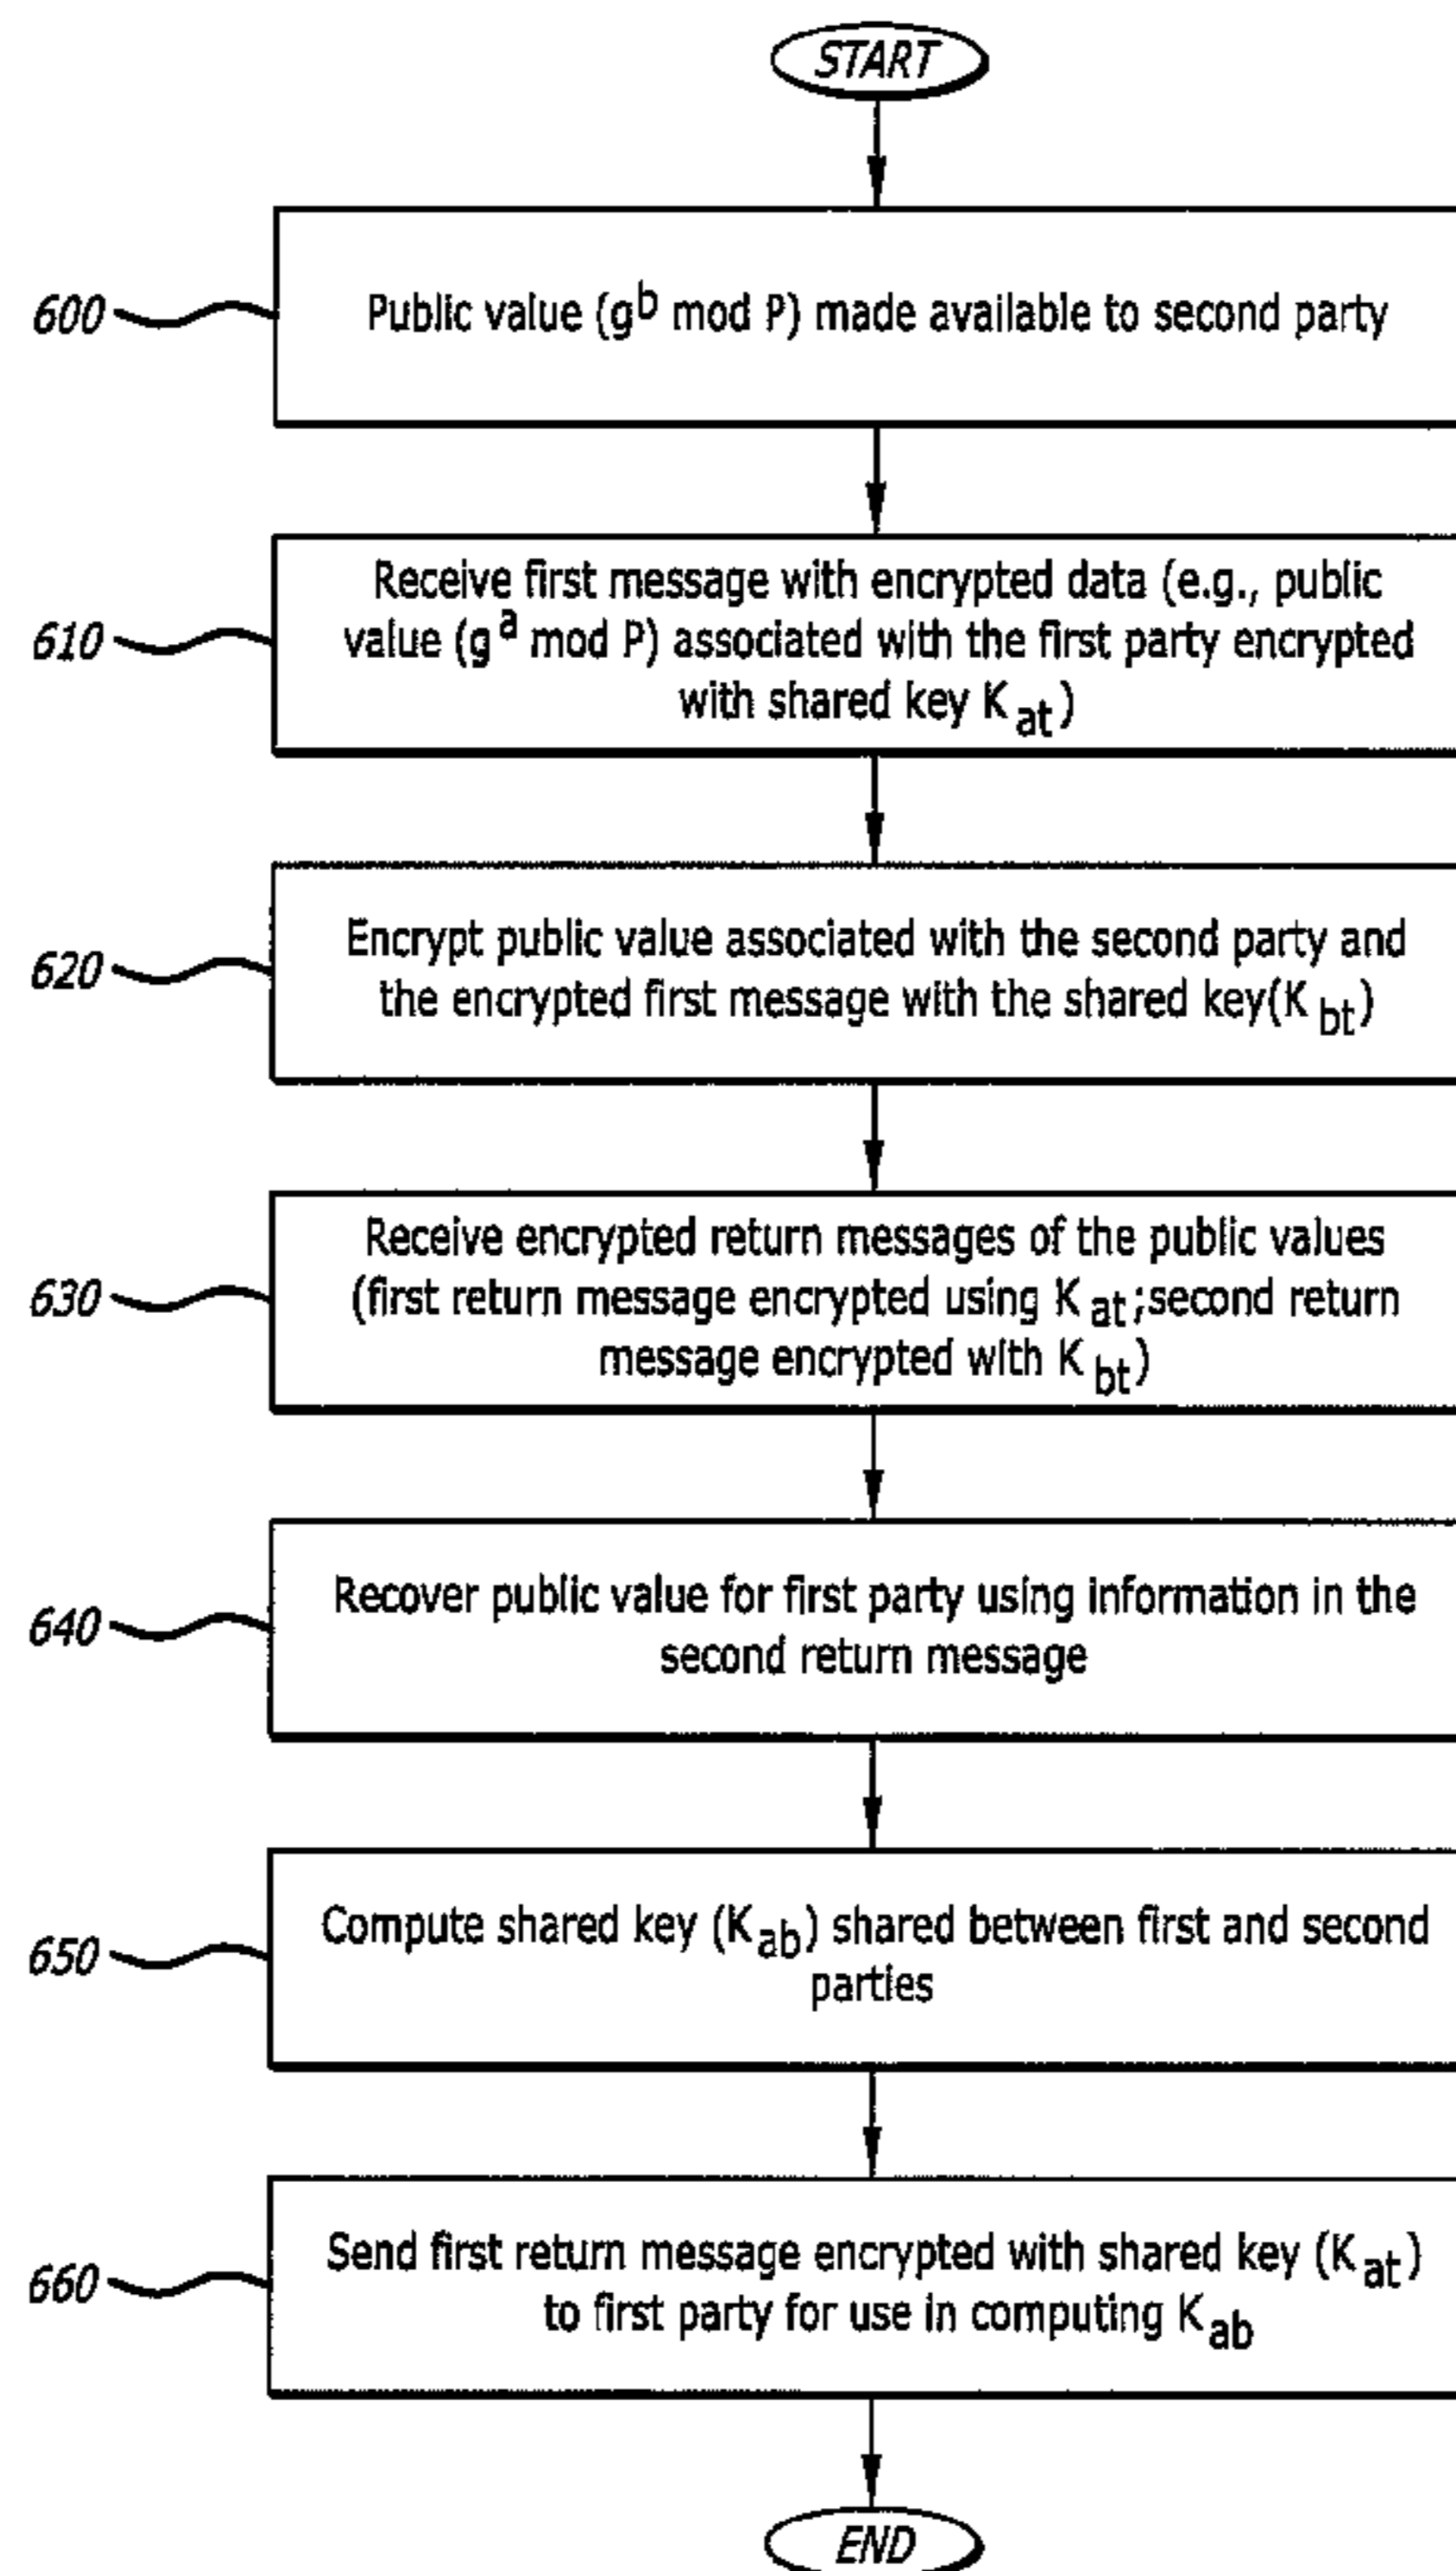 START
600
Public value (g^b mod P) made available to second party
610
Receive first message with encrypted data (e.g., public
value (g^a mod P) associated with the first party encrypted
with shared key K_at)
620
Encrypt public value associated with the second party and
the encrypted first message with the shared key(K_bt)
630
Receive encrypted return messages of the public values
(first return message encrypted using K_at;second return
message encrypted with K_bt)
640
Recover public value for first party using information in the
second return message
650
Compute shared key (K_ab) shared between first and second
parties
660
Send first return message encrypted with shared key (K_at)
to first party for use in computing K_ab
END